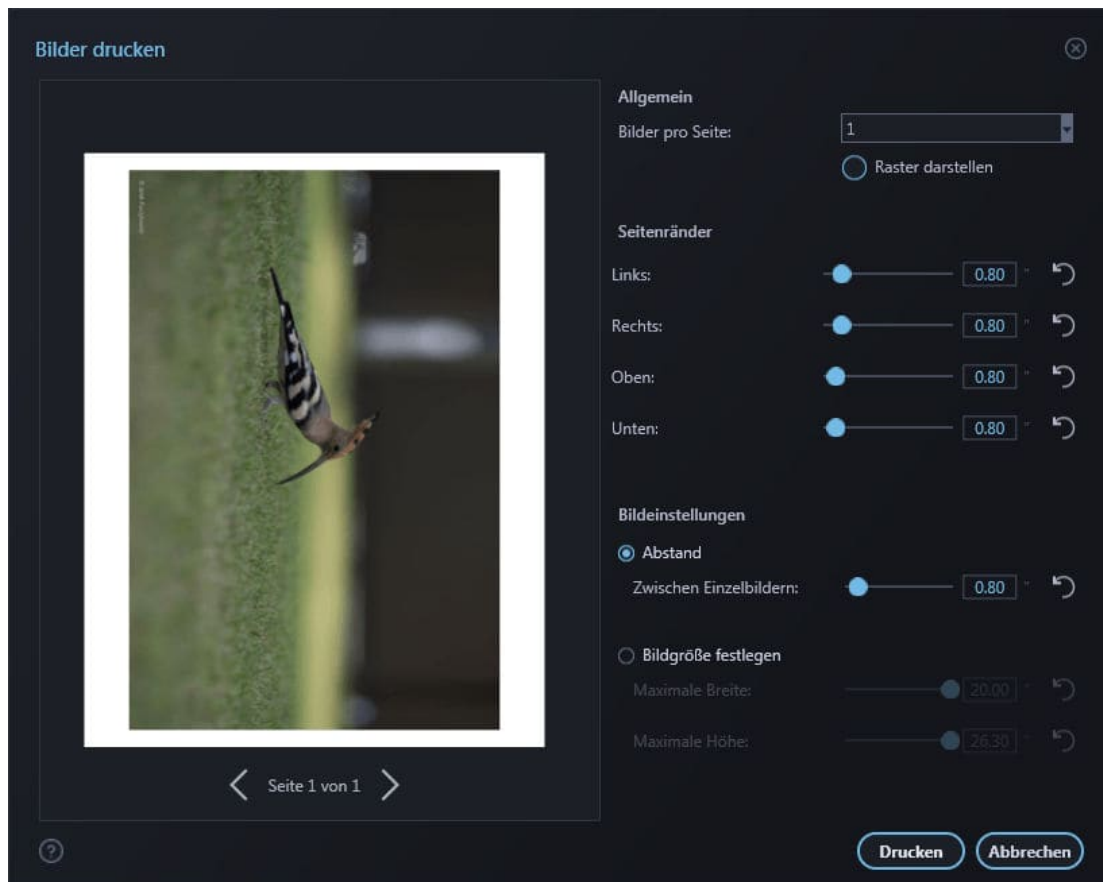 Bilder drucken
Allgemein
Bilder pro Seite: 1
Raster darstellen
Seitenränder
Links: 0.80 "
Rechts: 0.80 "
Oben: 0.80 "
Unten: 0.80 "
Bildeinstellungen
Abstand
Zwischen Einzelbildern: 0.80 "
Bildgröße festlegen
Maximale Breite: 20.00 "
Maximale Höhe: 26.30 "
Seite 1 von 1
?
Drucken Abbrechen